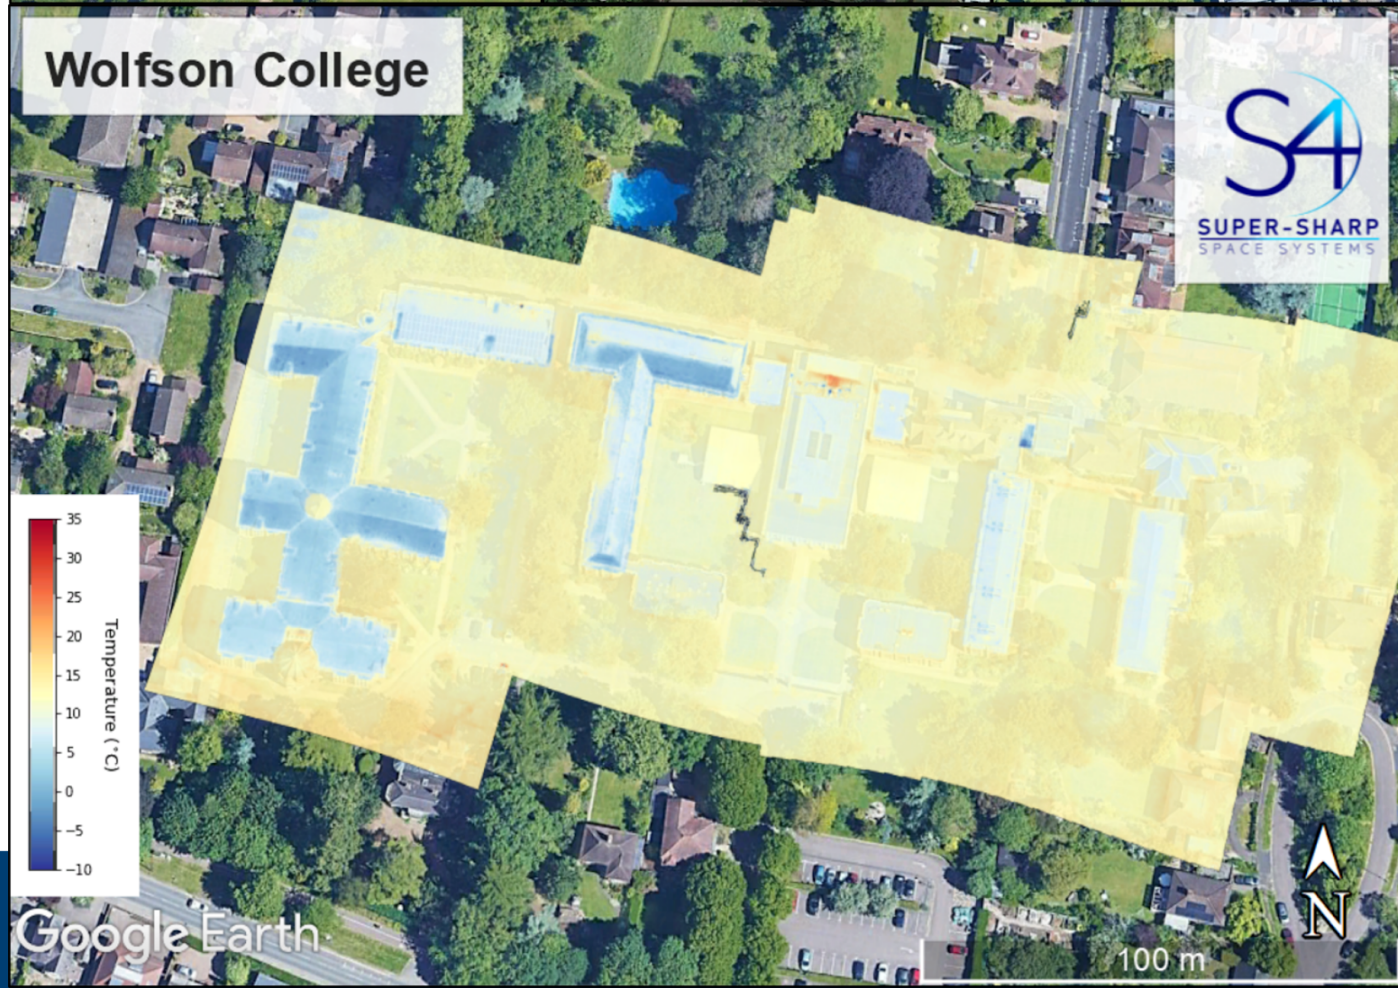 Wolfson College
S4
SUPER-SHARP
SPACE SYSTEMS
35
30
25
20
15
10
5
0
−5
−10
Temperature (°C)
Google Earth
N
100 m